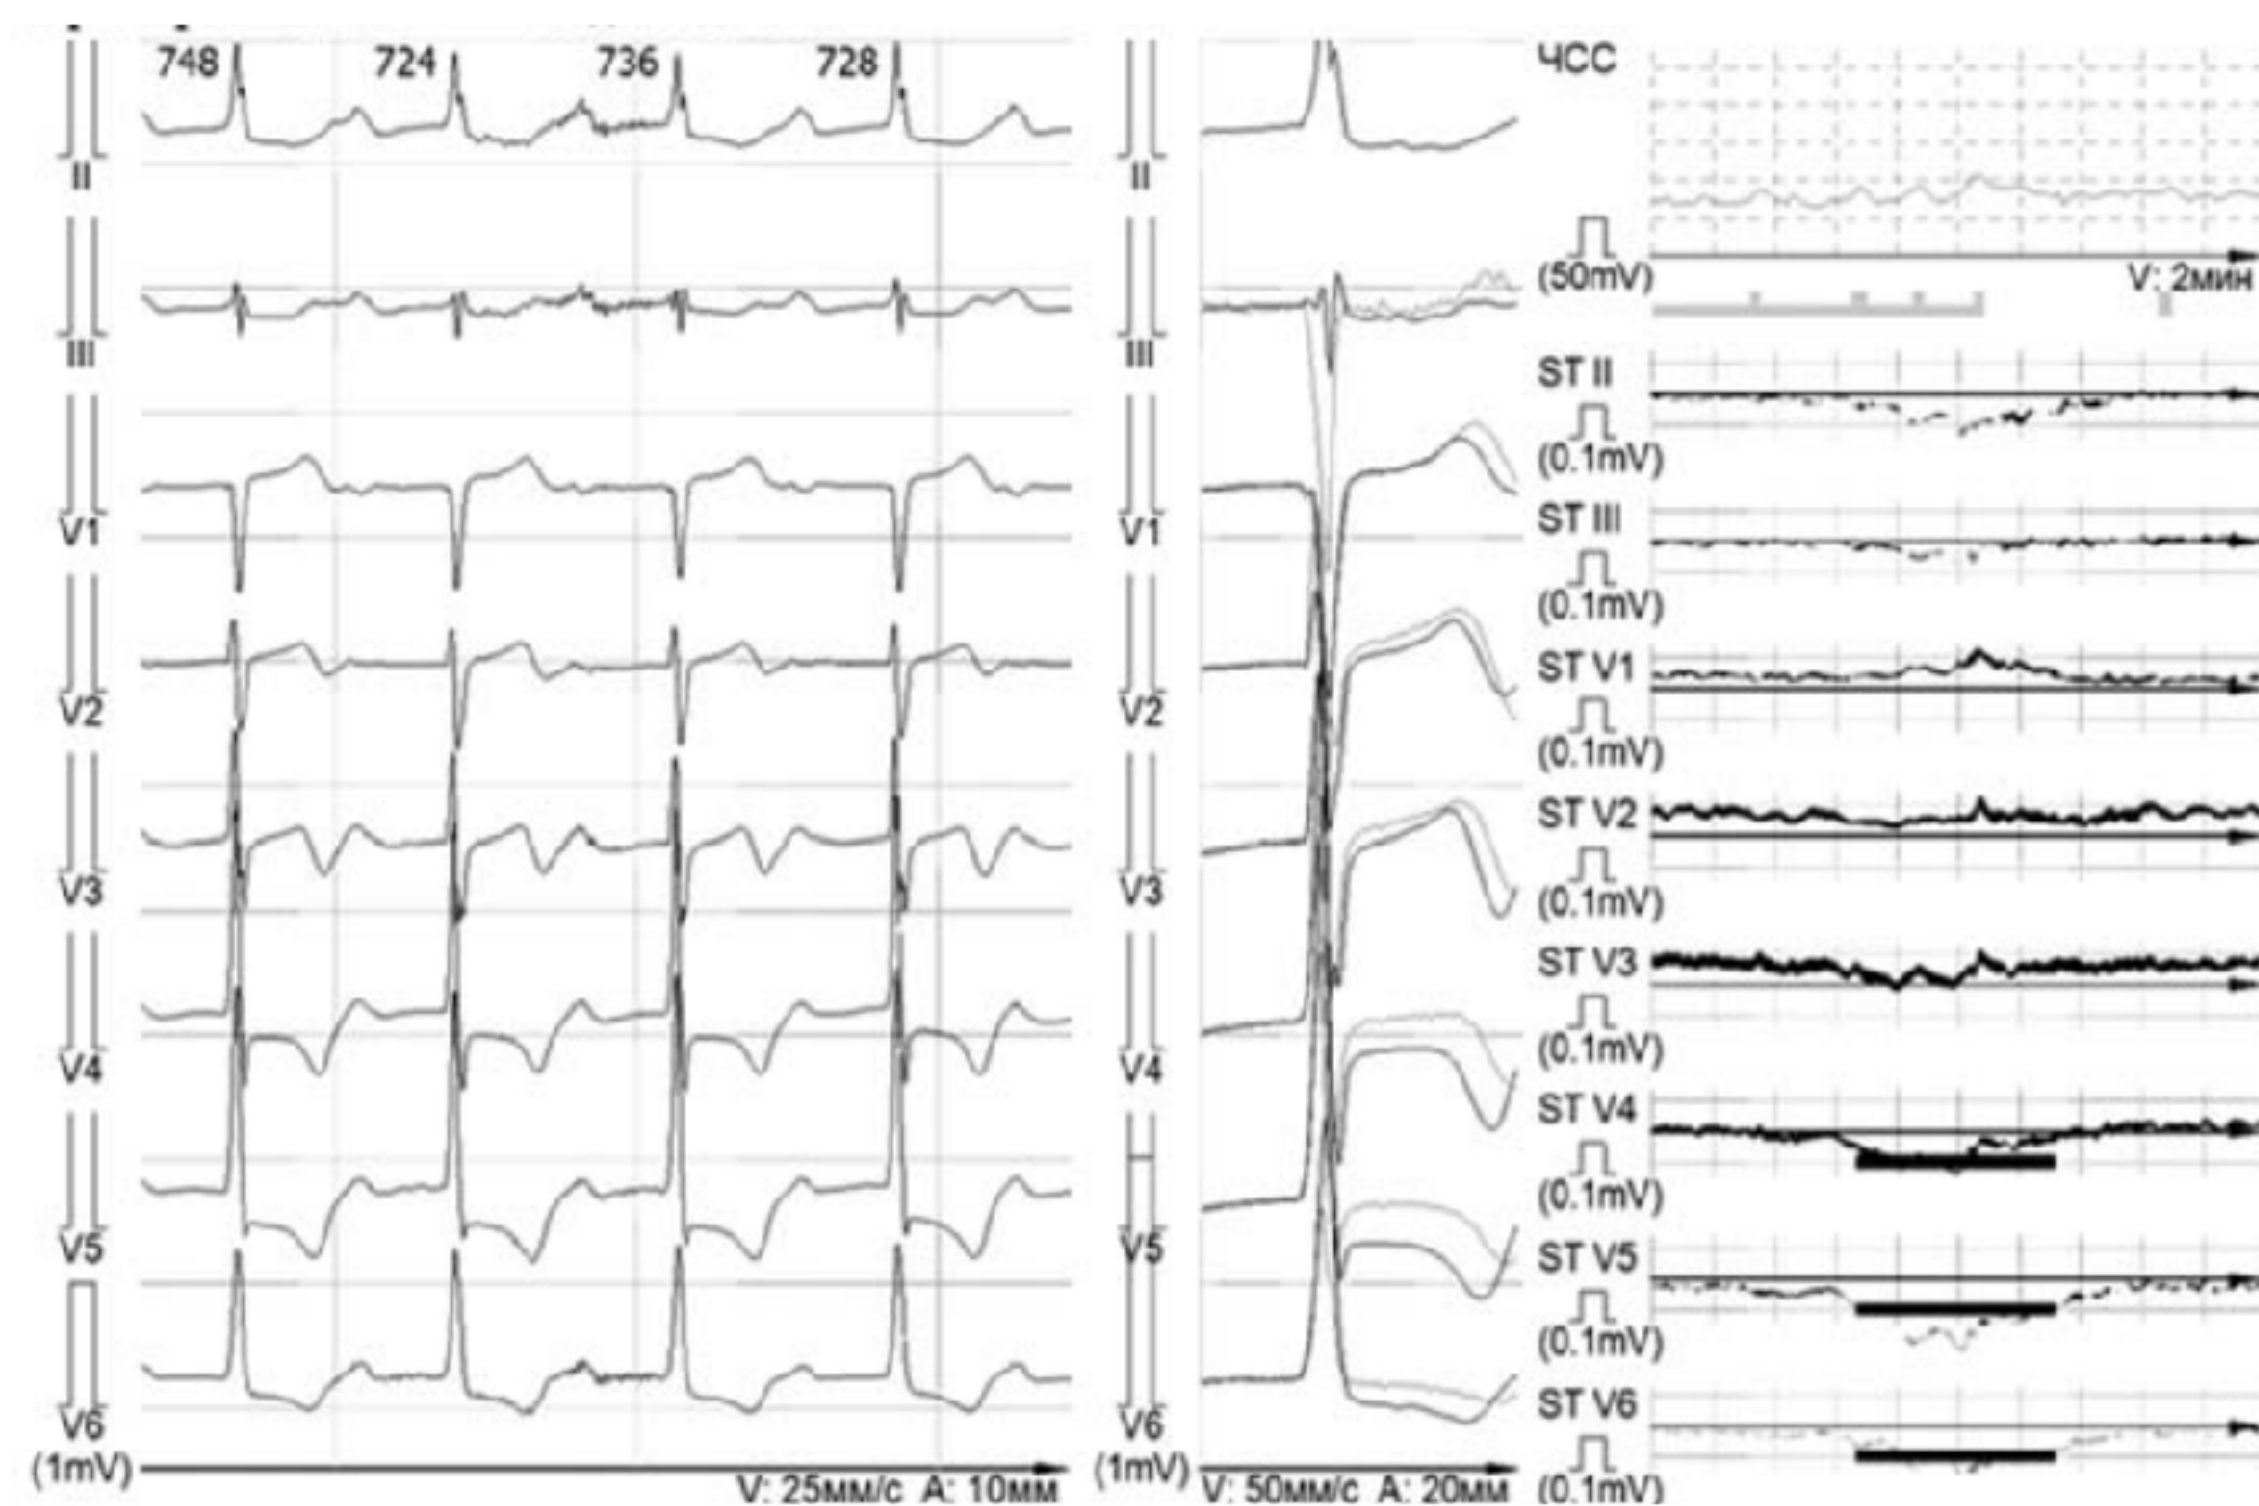 748 724 736 728
II
III
V1
V2
V3
V4
V5
V6
(1mV)
V: 25мм/с A: 10мм
II
III
V1
V2
V3
V4
V5
V6
(1mV)
V: 50мм/с A: 20мм
ЧСС
(50mV)
V: 2мин
ST II
(0.1mV)
ST III
(0.1mV)
ST V1
(0.1mV)
ST V2
(0.1mV)
ST V3
(0.1mV)
ST V4
(0.1mV)
ST V5
(0.1mV)
ST V6
(0.1mV)